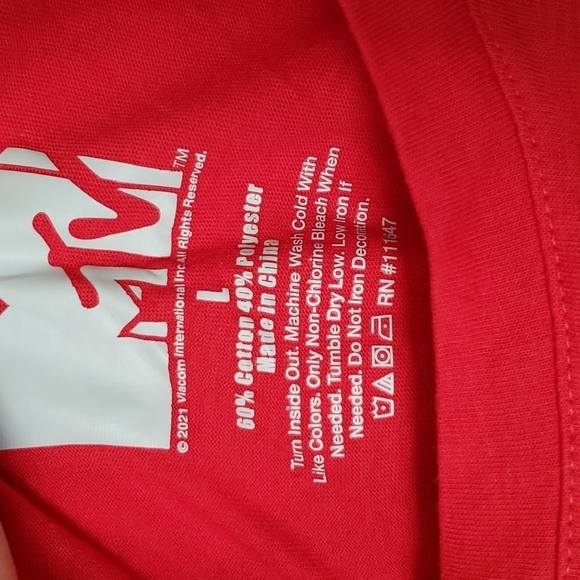 MTV
TM
© 2021 Viacom International Inc. All Rights Reserved.
L
60% Cotton 40% Polyester
Made in China
Turn Inside Out. Machine Wash Cold With
Like Colors. Only Non-Chlorine Bleach When
Needed. Tumble Dry Low. Low Iron If
Needed. Do Not Iron Decoration.
RN #111347